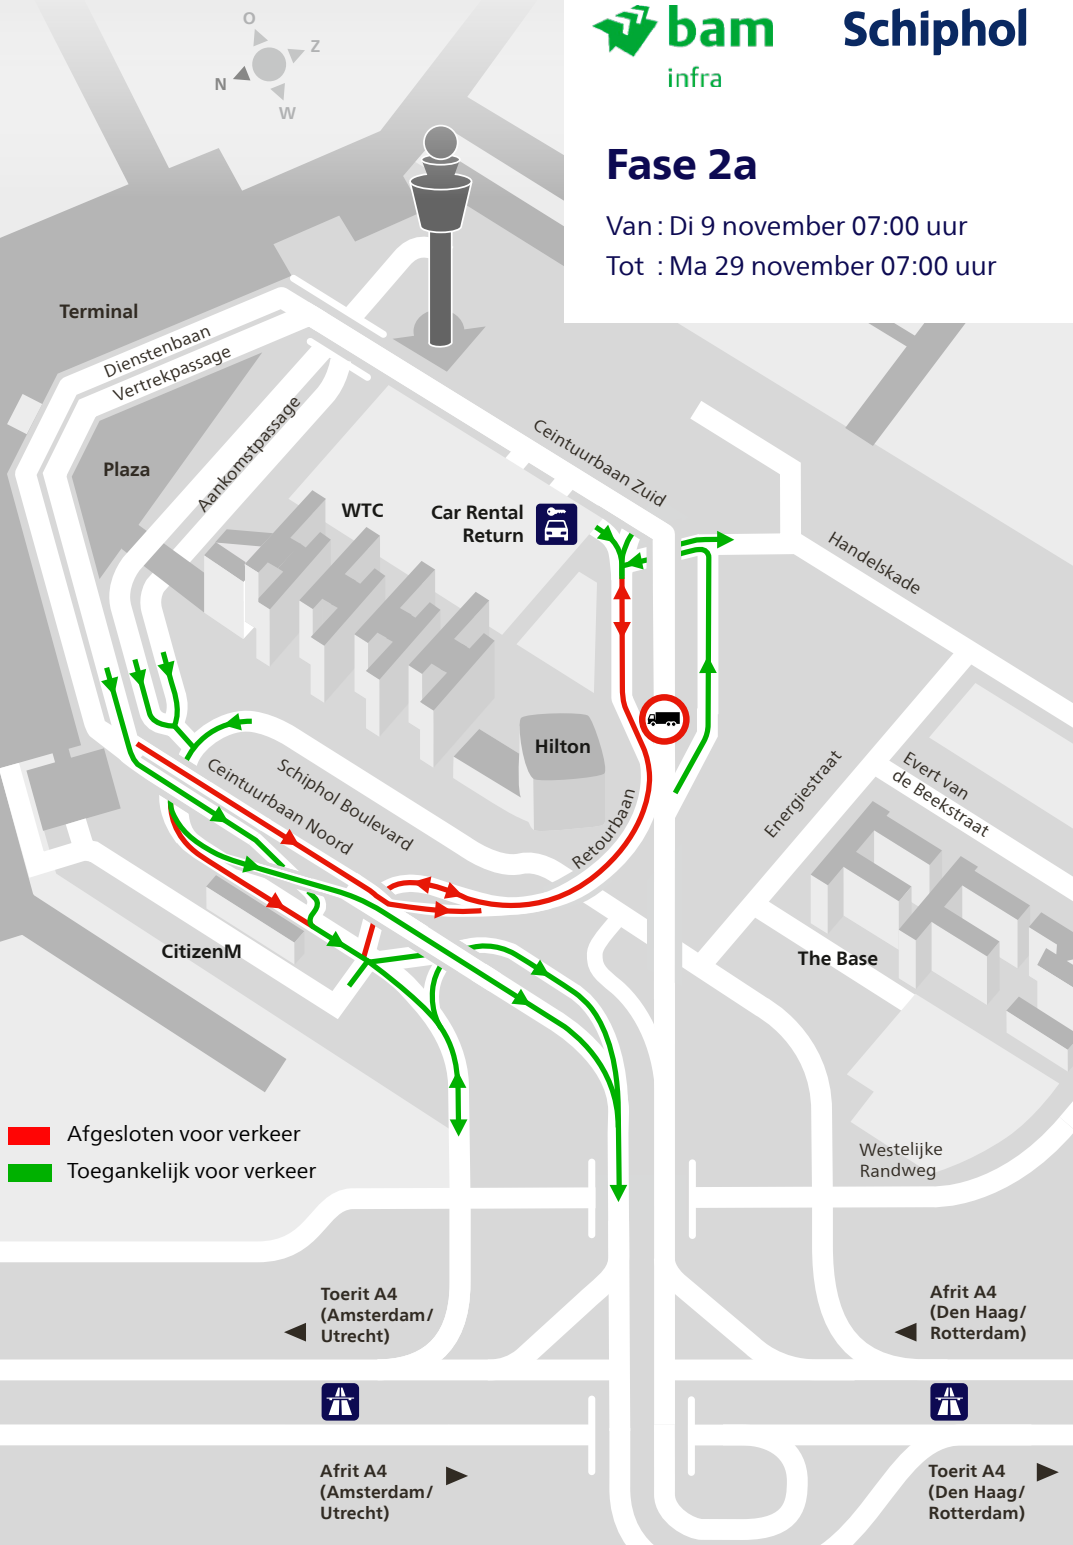 bam
infra
Schiphol
Fase 2a
Van : Di 9 november 07:00 uur
Tot : Ma 29 november 07:00 uur
O
Z
N
W
Terminal
Dienstenbaan
Vertrekpassage
Plaza
Aankomstpassage
WTC
Car Rental
Return
Ceintuurbaan Zuid
Handelskade
Hilton
Schiphol Boulevard
Ceintuurbaan Noord
Retourbaan
Energiestraat
Evert van
de Beekstraat
CitizenM
The Base
Afgesloten voor verkeer
Toegankelijk voor verkeer
Westelijke
Randweg
Toerit A4
(Amsterdam/
Utrecht)
Afrit A4
(Den Haag/
Rotterdam)
Afrit A4
(Amsterdam/
Utrecht)
Toerit A4
(Den Haag/
Rotterdam)